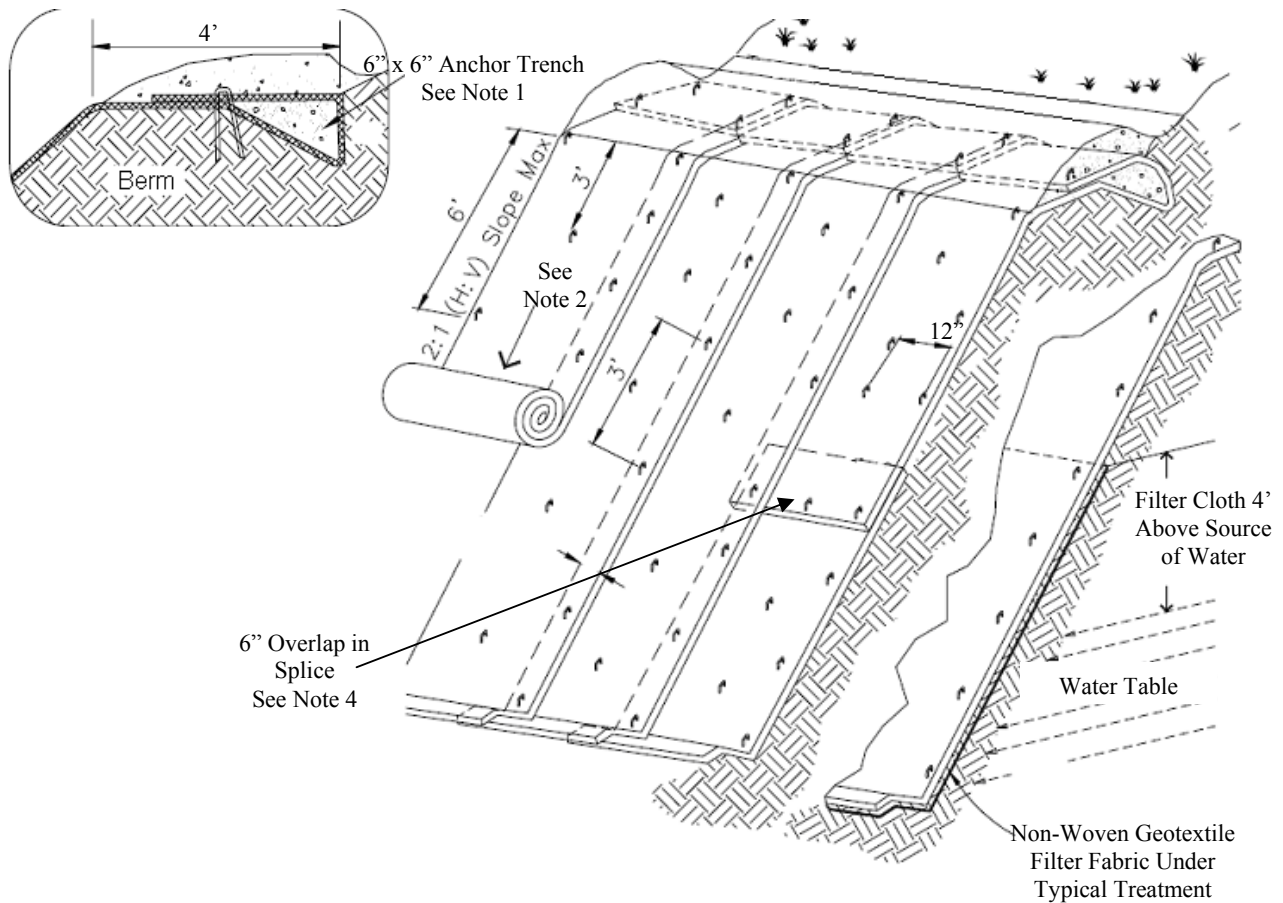 4’
6” x 6” Anchor Trench
See Note 1
Berm
6'
2:1 (H:V) Slope Max
3'
See
Note 2
3'
12”
Filter Cloth 4’
Above Source
of Water
6” Overlap in
Splice
See Note 4
Water Table
Non-Woven Geotextile
Filter Fabric Under
Typical Treatment